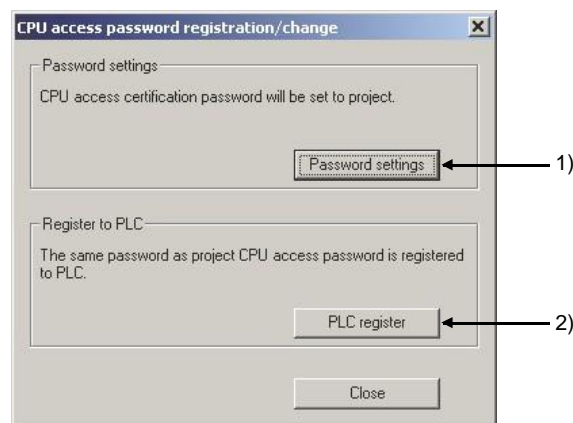 CPU access password registration/change
Password settings
CPU access certification password will be set to project.
Password settings
1)
Register to PLC
The same password as project CPU access password is registered
to PLC.
PLC register
2)
Close